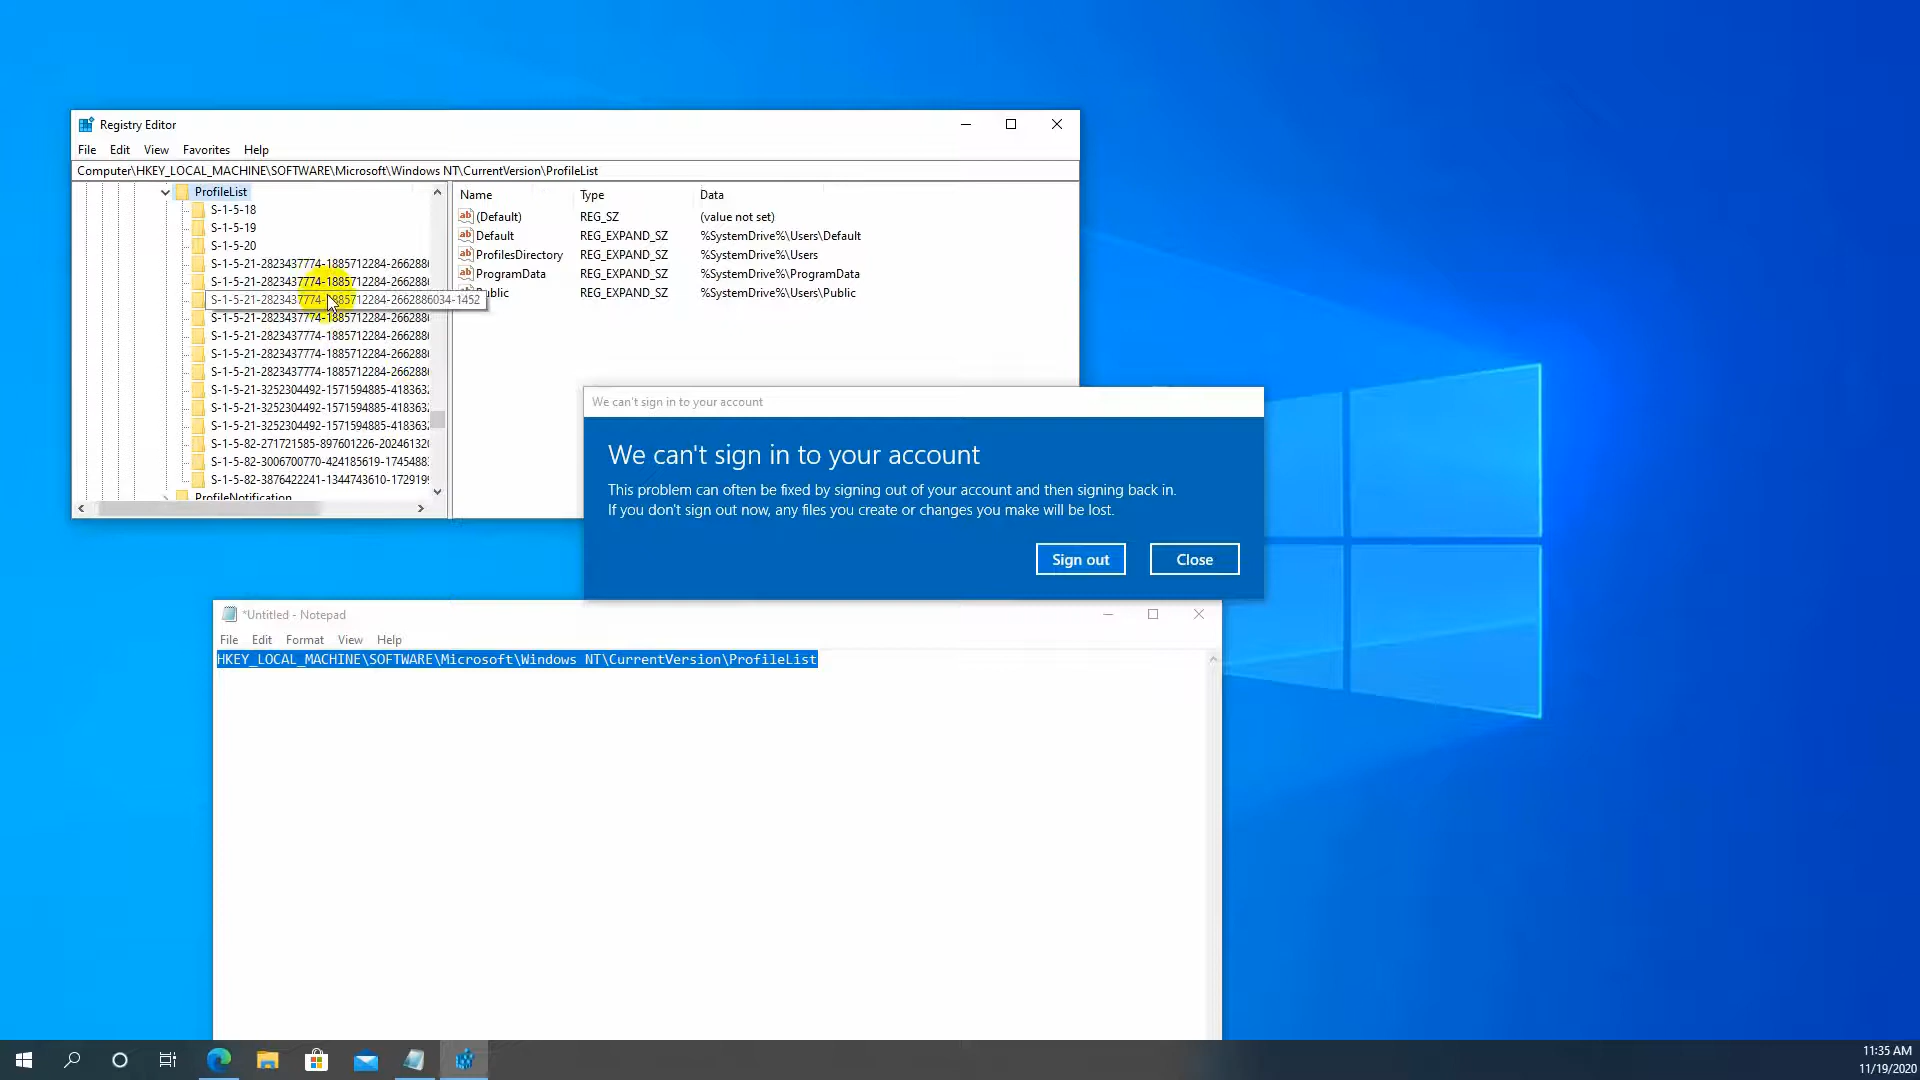 Registry Editor
File Edit View Favorites Help
Computer\HKEY_LOCAL_MACHINE\SOFTWARE\Microsoft\Windows NT\CurrentVersion\ProfileList
ProfileList
S-1-5-18
S-1-5-19
S-1-5-20
S-1-5-21-2823437774-1885712284-266288
S-1-5-21-2823437774-1885712284-266288
S-1-5-21-2823437774-1885712284-2662886034-1452
S-1-5-21-2823437774-1885712284-266288
S-1-5-21-2823437774-1885712284-266288
S-1-5-21-2823437774-1885712284-266288
S-1-5-21-2823437774-1885712284-266288
S-1-5-21-3252304492-1571594885-418363
S-1-5-21-3252304492-1571594885-418363
S-1-5-21-3252304492-1571594885-418363
S-1-5-82-271721585-897601226-20246132
S-1-5-82-3006700770-424185619-1745488
S-1-5-82-3876422241-1344743610-172919
ProfileNotification
Name Type Data
(Default) REG_SZ (value not set)
Default REG_EXPAND_SZ %SystemDrive%\Users\Default
ProfilesDirectory REG_EXPAND_SZ %SystemDrive%\Users
ProgramData REG_EXPAND_SZ %SystemDrive%\ProgramData
Public REG_EXPAND_SZ %SystemDrive%\Users\Public
We can't sign in to your account
We can't sign in to your account
This problem can often be fixed by signing out of your account and then signing back in.
If you don't sign out now, any files you create or changes you make will be lost.
Sign out Close
*Untitled - Notepad
File Edit Format View Help
HKEY_LOCAL_MACHINE\SOFTWARE\Microsoft\Windows NT\CurrentVersion\ProfileList
11:35 AM
11/19/2020